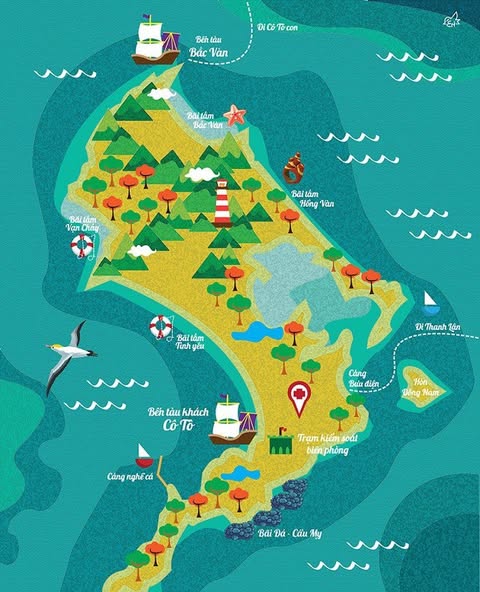 Đi Cô Tô con
Bến tàu
Bắc Vàn
Bãi tắm
Bắc Vàn
Bãi tắm
Hồng Vàn
Bãi tắm
Vạn Chảy
Đi Thanh Lân
Bãi tắm
Tình yêu
Cảng
Bưu điện
Hòn
Đông Nam
Bến tàu khách
Cô Tô
Trạm kiểm soát
biên phòng
Cảng nghề cá
Bãi Đá - Cầu Mỵ